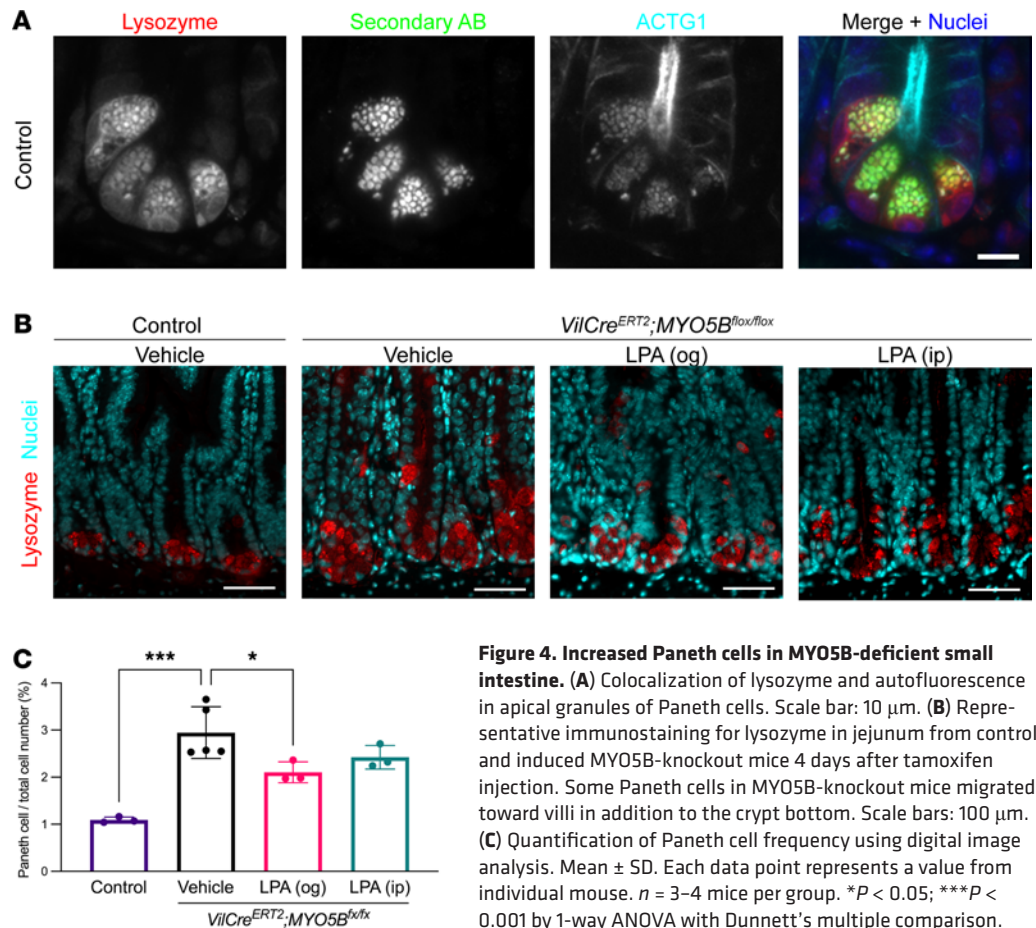 A
Lysozyme
Secondary AB
ACTG1
Merge + Nuclei
Control
B
Control
VilCreERT2;MYO5Bflox/flox
Vehicle
Vehicle
LPA (og)
LPA (ip)
Lysozyme Nuclei
C
***
*
Paneth cell / total cell number (%)
4
3
2
1
0
Control
Vehicle
LPA (og)
LPA (ip)
VilCreERT2;MYO5Bfx/fx
Figure 4. Increased Paneth cells in MYO5B-deficient small
intestine. (A) Colocalization of lysozyme and autofluorescence
in apical granules of Paneth cells. Scale bar: 10 μm. (B) Repre-
sentative immunostaining for lysozyme in jejunum from control
and induced MYO5B-knockout mice 4 days after tamoxifen
injection. Some Paneth cells in MYO5B-knockout mice migrated
toward villi in addition to the crypt bottom. Scale bars: 100 μm.
(C) Quantification of Paneth cell frequency using digital image
analysis. Mean ± SD. Each data point represents a value from
individual mouse. n = 3–4 mice per group. *P < 0.05; ***P <
0.001 by 1-way ANOVA with Dunnett's multiple comparison.